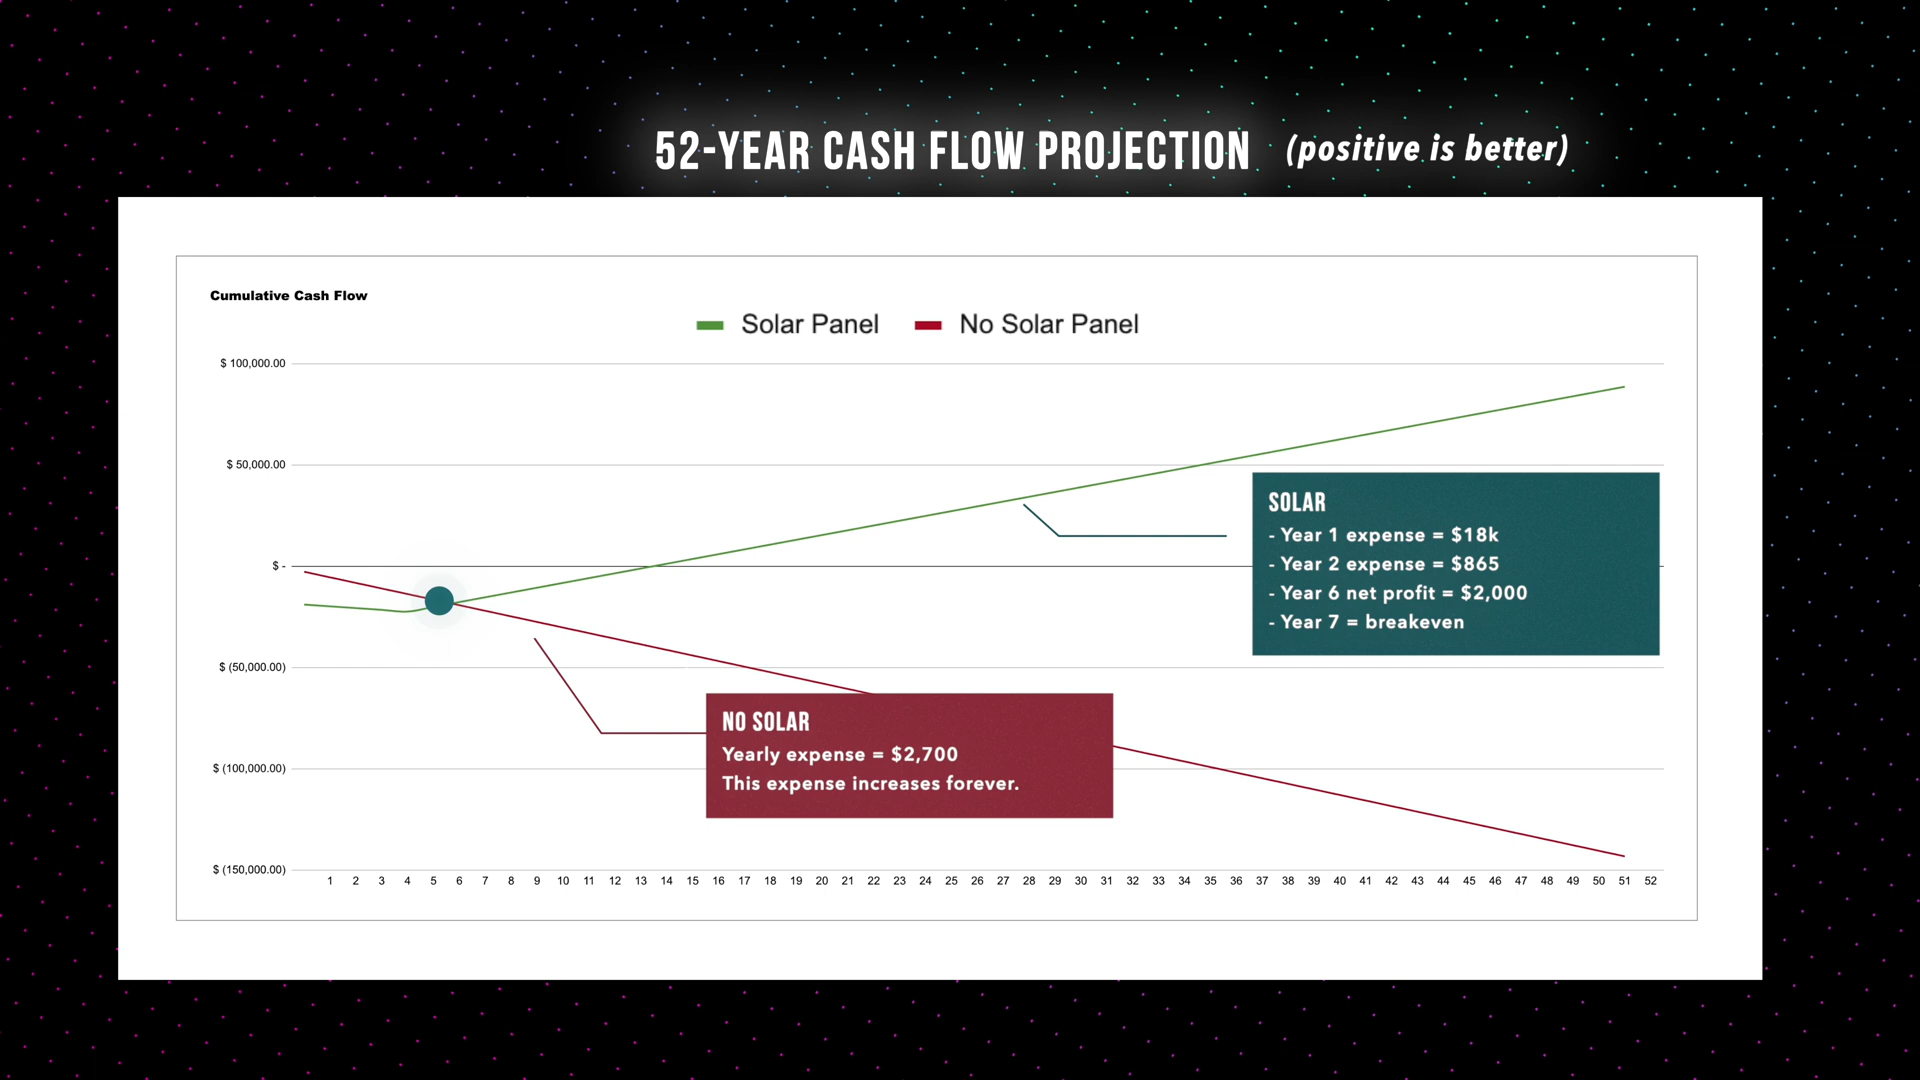 52-YEAR CASH FLOW PROJECTION (positive is better)
Cumulative Cash Flow
Solar Panel No Solar Panel
$ 100,000.00
$ 50,000.00
$ -
$ (50,000.00)
$ (100,000.00)
$ (150,000.00)
SOLAR
- Year 1 expense = $18k
- Year 2 expense = $865
- Year 6 net profit = $2,000
- Year 7 = breakeven
NO SOLAR
Yearly expense = $2,700
This expense increases forever.
1 2 3 4 5 6 7 8 9 10 11 12 13 14 15 16 17 18 19 20 21 22 23 24 25 26 27 28 29 30 31 32 33 34 35 36 37 38 39 40 41 42 43 44 45 46 47 48 49 50 51 52